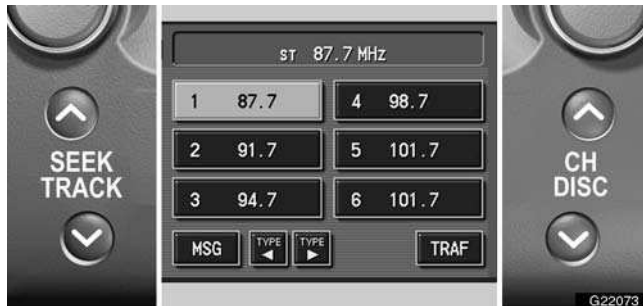 ST 87.7 MHz
1 87.7
4 98.7
2 91.7
5 101.7
3 94.7
6 101.7
SEEK
TRACK
CH
DISC
MSG
TYPE
TYPE
TRAF
G22073